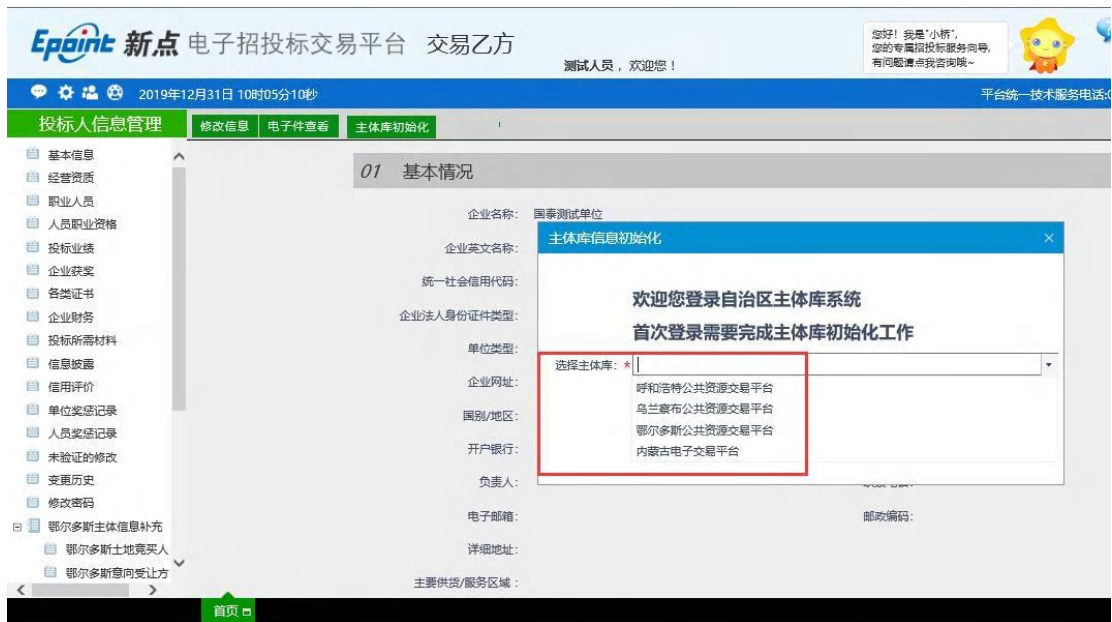 Epoint 新点 电子招投标交易平台 交易乙方
测试人员，欢迎您！
您好！我是“小桥”，
您的专属招投标服务向导，
有问题请点我咨询哦~
2019年12月31日 10时05分10秒
平台统一技术服务电话:0
投标人信息管理
修改信息 电子件查看 主体库初始化
基本信息
经营资质
职业人员
人员职业资格
投标业绩
企业获奖
各类证书
企业财务
投标所需材料
信息披露
信用评价
单位奖惩记录
人员奖惩记录
未验证的修改
变更历史
修改密码
鄂尔多斯主体信息补充
鄂尔多斯土地竞买人
鄂尔多斯意向受让方
01 基本情况
企业名称： 国泰测试单位
企业英文名称：
统一社会信用代码：
企业法人身份证件类型：
单位类型：
企业网址：
国别/地区：
开户银行：
负责人：
电子邮箱：
邮政编码：
详细地址：
主要供货/服务区域：
主体库信息初始化
欢迎您登录自治区主体库系统
首次登录需要完成主体库初始化工作
选择主体库：*
呼和浩特公共资源交易平台
乌兰察布公共资源交易平台
鄂尔多斯公共资源交易平台
内蒙古电子交易平台
首页